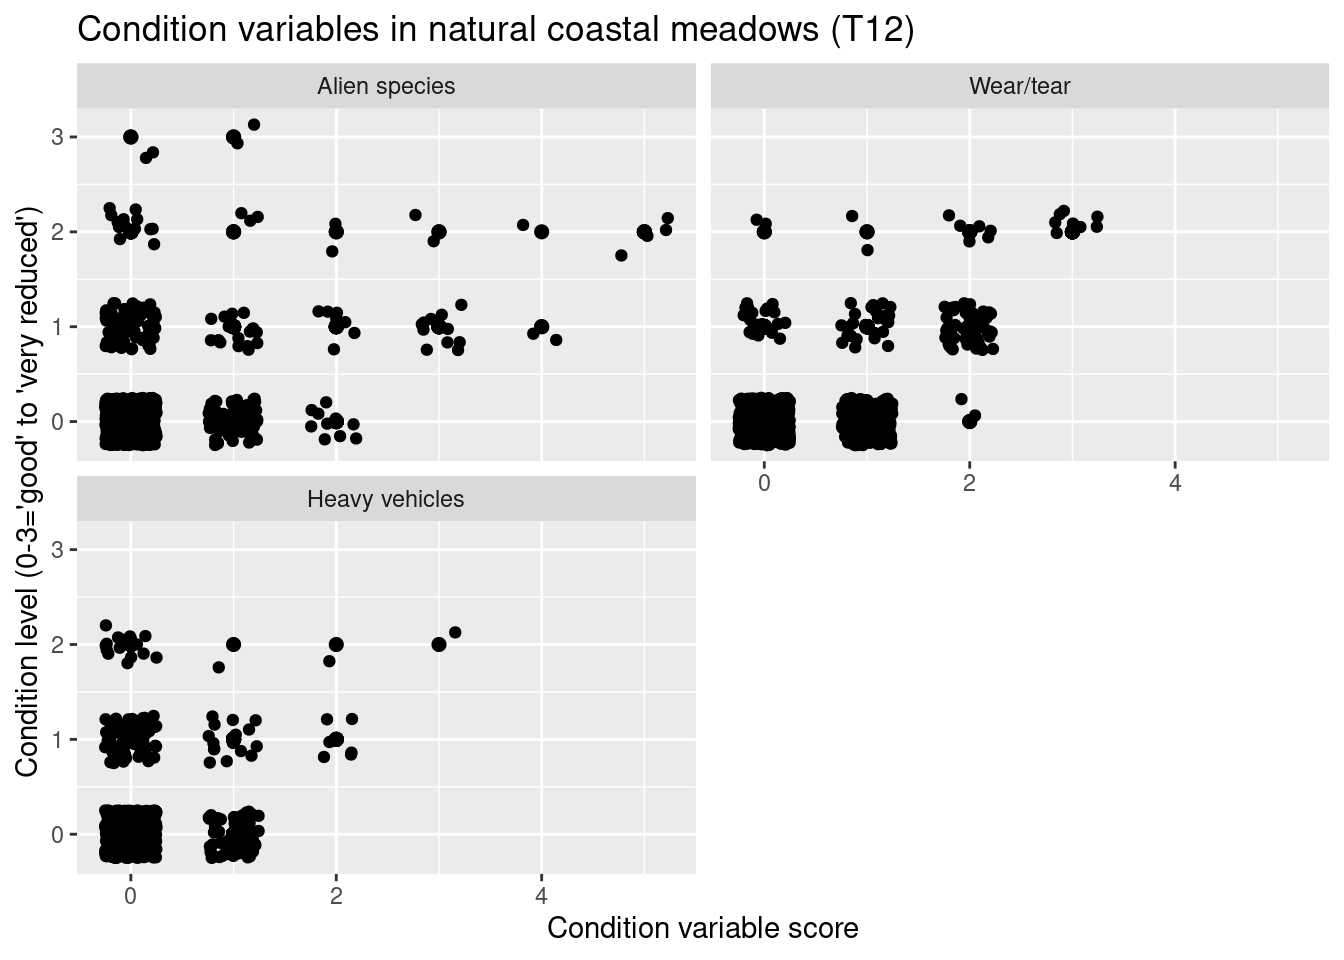 Condition variables in natural coastal meadows (T12)
Alien species
Wear/tear
3
2
1
0
0 2 4
Heavy vehicles
3
2
1
0
0 2 4
Condition level (0-3='good' to 'very reduced')
Condition variable score